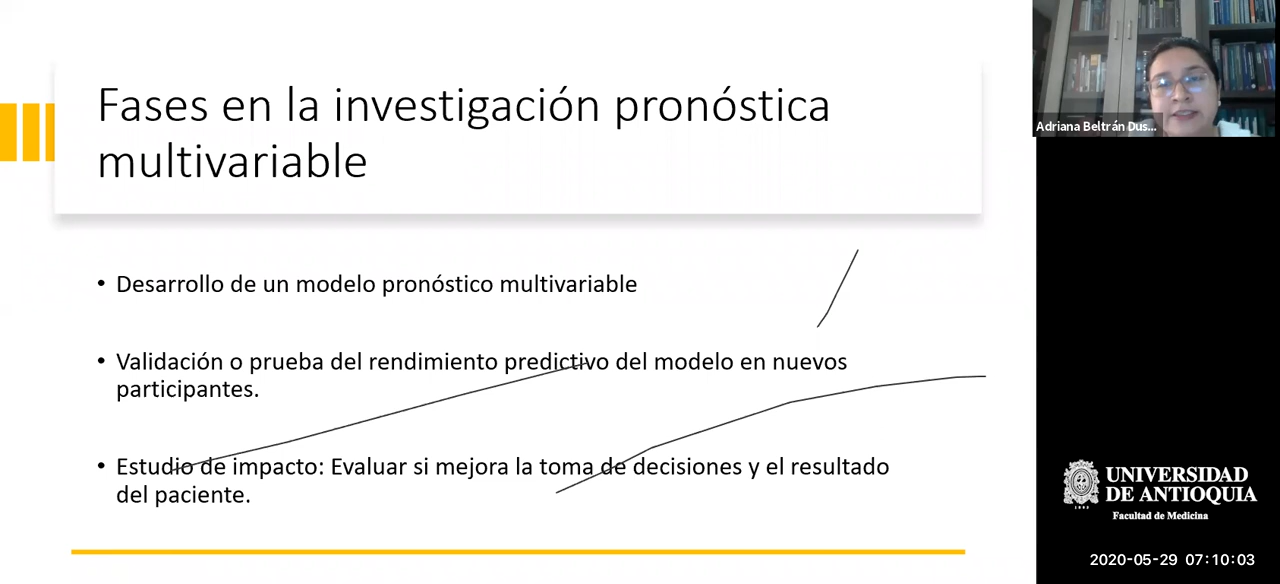 Fases en la investigación pronóstica
multivariable
• Desarrollo de un modelo pronóstico multivariable
• Validación o prueba del rendimiento predictivo del modelo en nuevos
participantes.
• Estudio de impacto: Evaluar si mejora la toma de decisiones y el resultado
del paciente.
Adriana Beltrán Dus...
UNIVERSIDAD
DE ANTIOQUIA
1803
Facultad de Medicina
2020-05-29 07:10:03